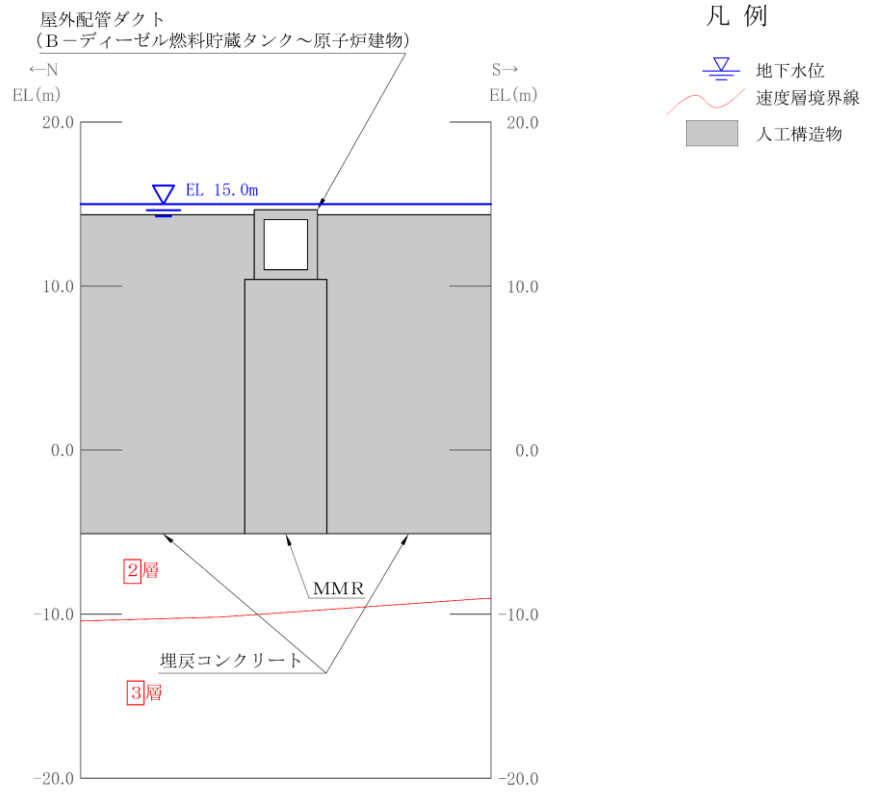 屋外配管ダクト
(B－ディーゼル燃料貯蔵タンク～原子炉建物)
←N
EL(m)
S→
EL(m)
凡 例
地下水位
速度層境界線
人工構造物
20.0
20.0
EL 15.0m
10.0
10.0
0.0
0.0
2層
MMR
-10.0
-10.0
埋戻コンクリート
3層
-20.0
-20.0